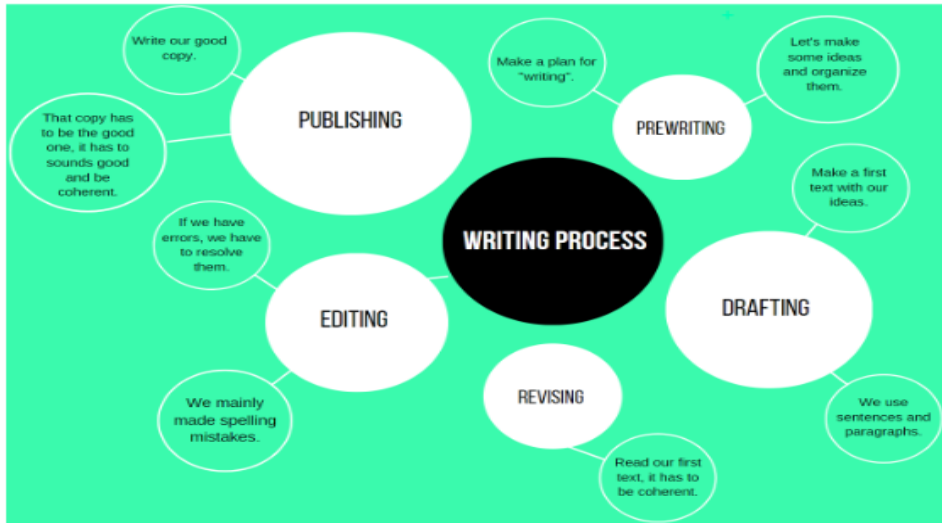 Write our good
copy.
PUBLISHING
That copy has
to be the good
one, it has to
sounds good
and be
coherent.
Make a plan for
"writing".
PREWRITING
Let's make
some ideas
and organize
them.
WRITING PROCESS
Make a first
text with our
ideas.
DRAFTING
We use
sentences and
paragraphs.
If we have
errors, we have
to resolve
them.
EDITING
We mainly
made spelling
mistakes.
REVISING
Read our first
text, it has to
be coherent.